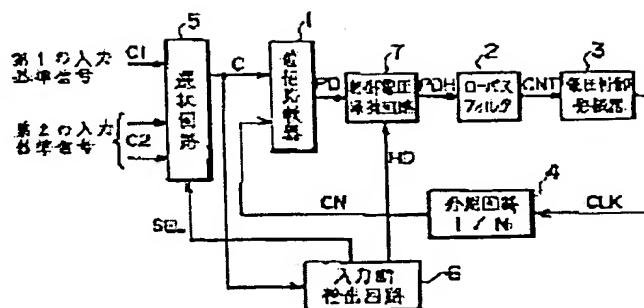 5
1
7
2
3
第1の入力
基準信号
C1
選択回路
C
位相比較器
PD
制御電圧
保持回路
PDH
ローパス
フィルタ
CNT
電圧制御
発振器
第2の入力
基準信号
C2
HD
4
CN
分周回路
1/N
CLK
SEL
入力断
検出回路
6